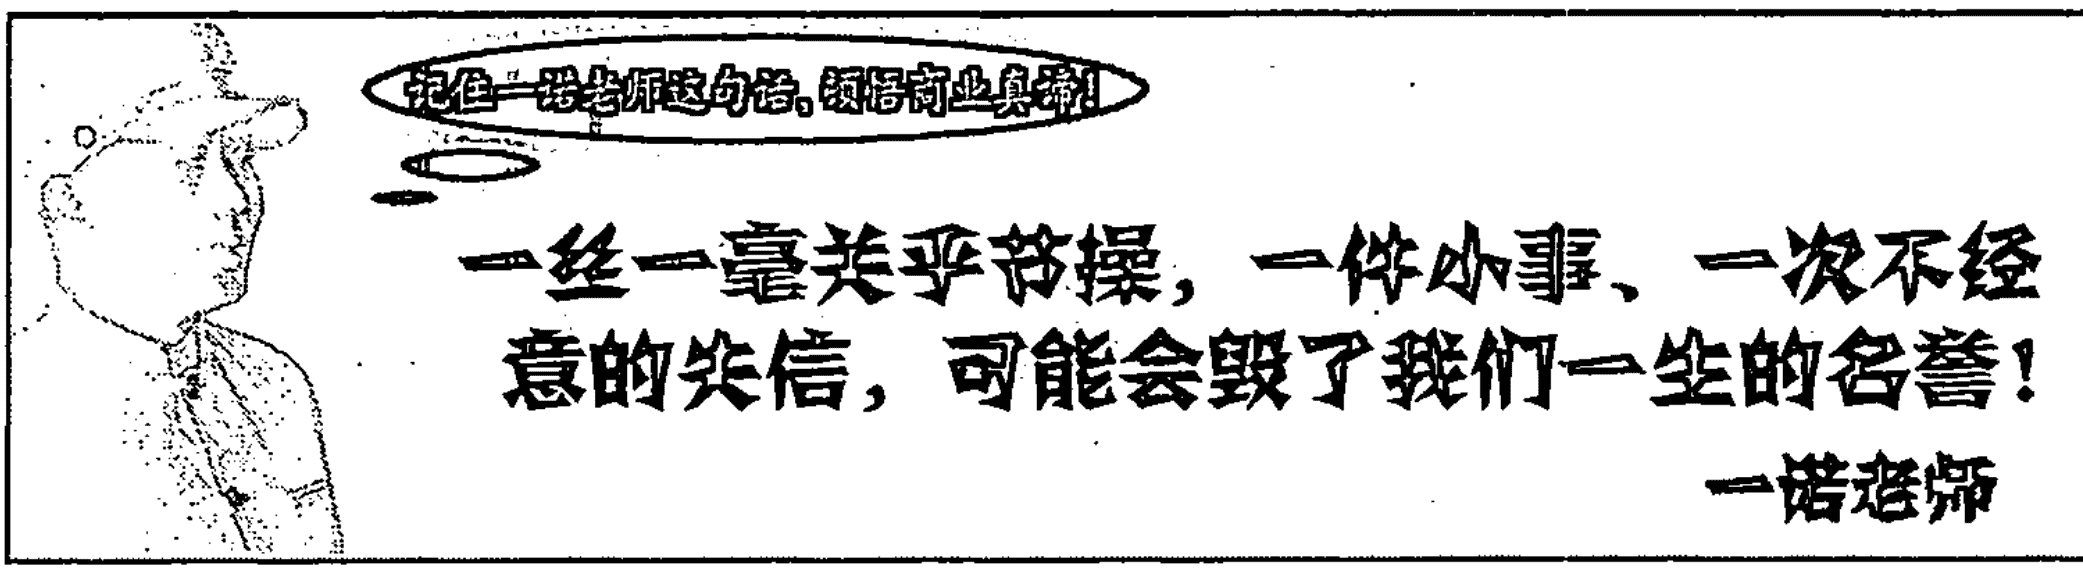 记住一诺老师这句话,领悟商业真谛!
一丝一毫关乎节操，一件小事、一次不经
意的失信，可能会毁了我们一生的名誉！
一诺老师